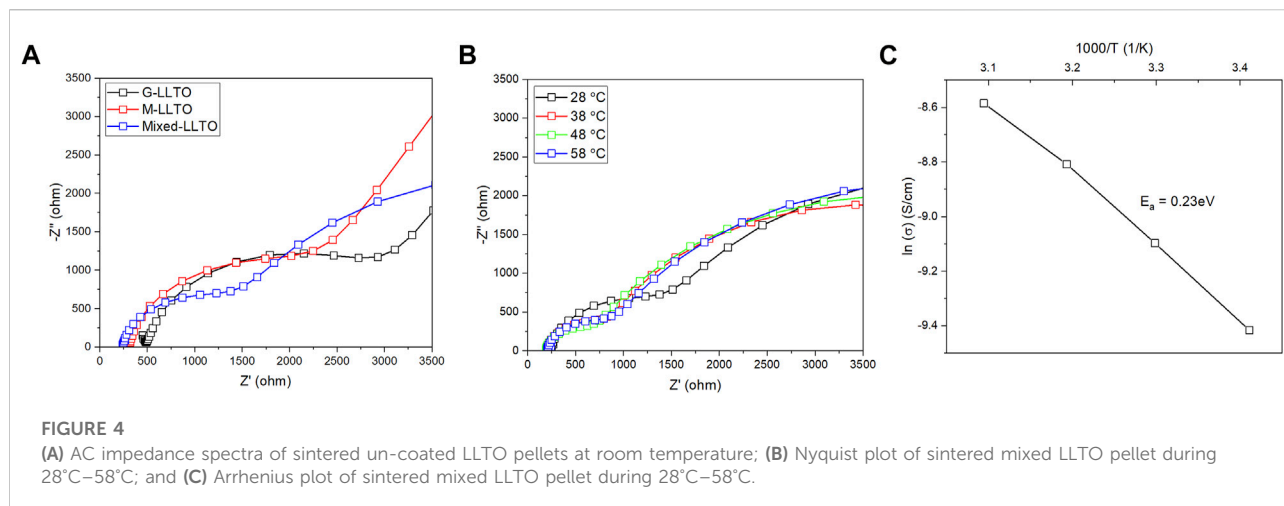 A
3500
3000
2500
2000
1500
1000
500
0
-Z" (ohm)
G-LLTO
M-LLTO
Mixed-LLTO
0 500 1000 1500 2000 2500 3000 3500
Z' (ohm)
B
3500
3000
2500
2000
1500
1000
500
0
-Z" (ohm)
28 °C
38 °C
48 °C
58 °C
0 500 1000 1500 2000 2500 3000 3500
Z' (ohm)
C
1000/T (1/K)
3.1 3.2 3.3 3.4
-8.6
-8.8
-9.0
-9.2
-9.4
ln (σ) (S/cm)
Ea = 0.23eV
FIGURE 4
(A) AC impedance spectra of sintered un-coated LLTO pellets at room temperature; (B) Nyquist plot of sintered mixed LLTO pellet during
28°C–58°C; and (C) Arrhenius plot of sintered mixed LLTO pellet during 28°C–58°C.